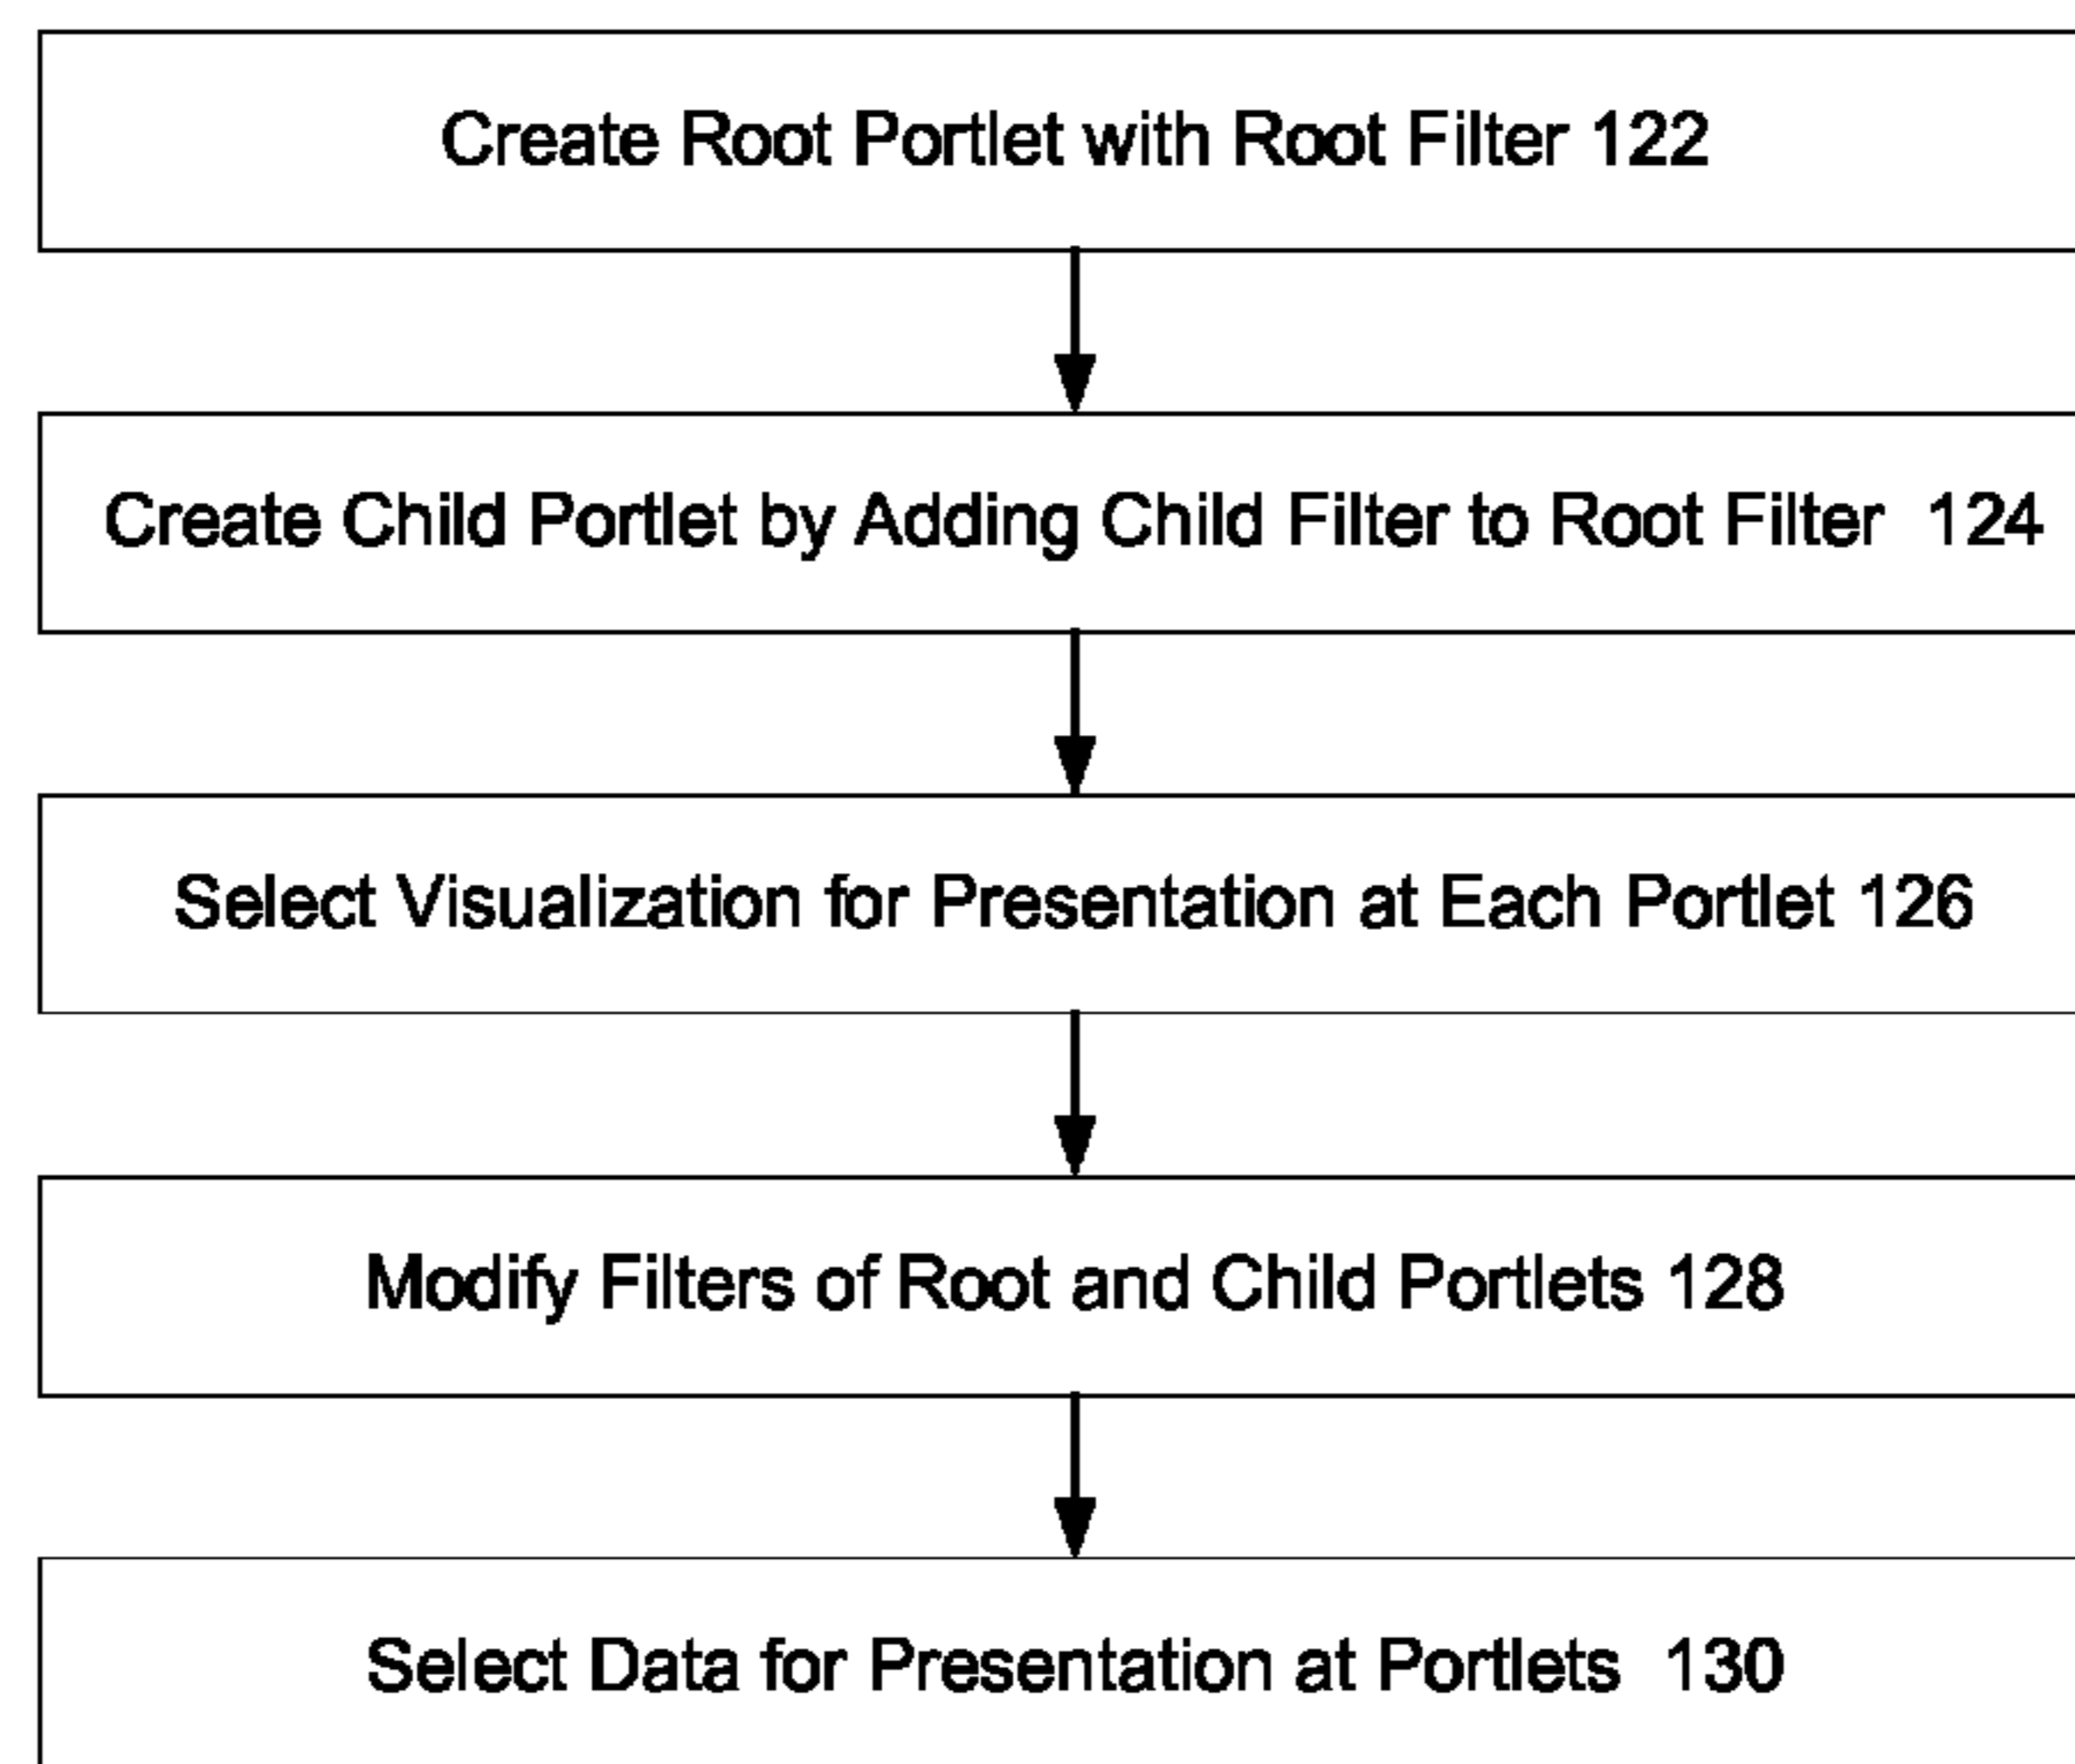 Create Root Portlet with Root Filter 122
Create Child Portlet by Adding Child Filter to Root Filter 124
Select Visualization for Presentation at Each Portlet 126
Modify Filters of Root and Child Portlets 128
Select Data for Presentation at Portlets 130